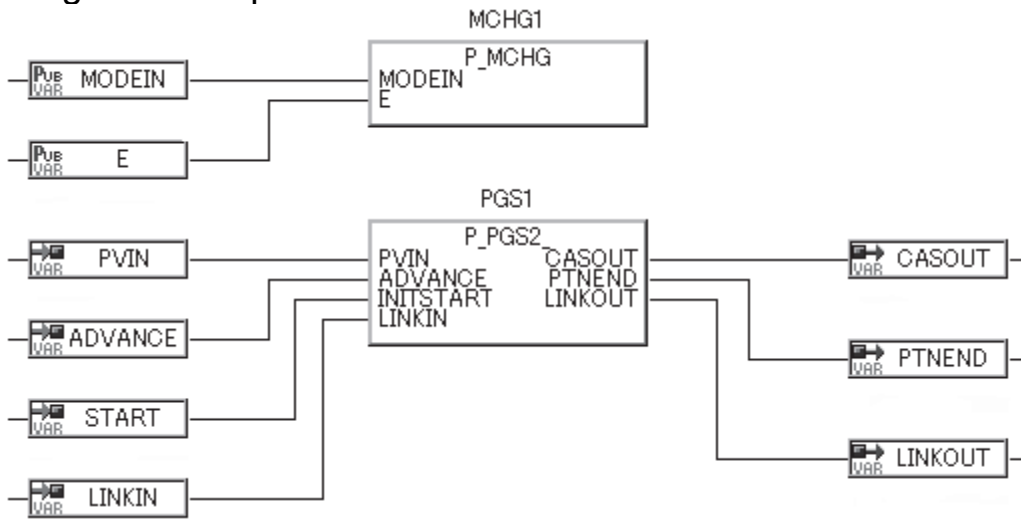 MCHG1
P_MCHG
MODEIN
E
PUB VAR MODEIN
PUB VAR E
PGS1
P_PGS2_
PVIN CASOUT
ADVANCE PTNEND
INITSTART LINKOUT
LINKIN
VAR PVIN
VAR ADVANCE
VAR START
VAR LINKIN
VAR CASOUT
VAR PTNEND
VAR LINKOUT